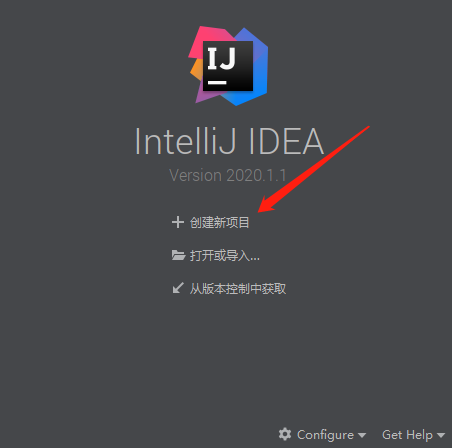 IJ
IntelliJ IDEA
Version 2020.1.1
创建新项目
打开或导入...
从版本控制中获取
Configure
Get Help